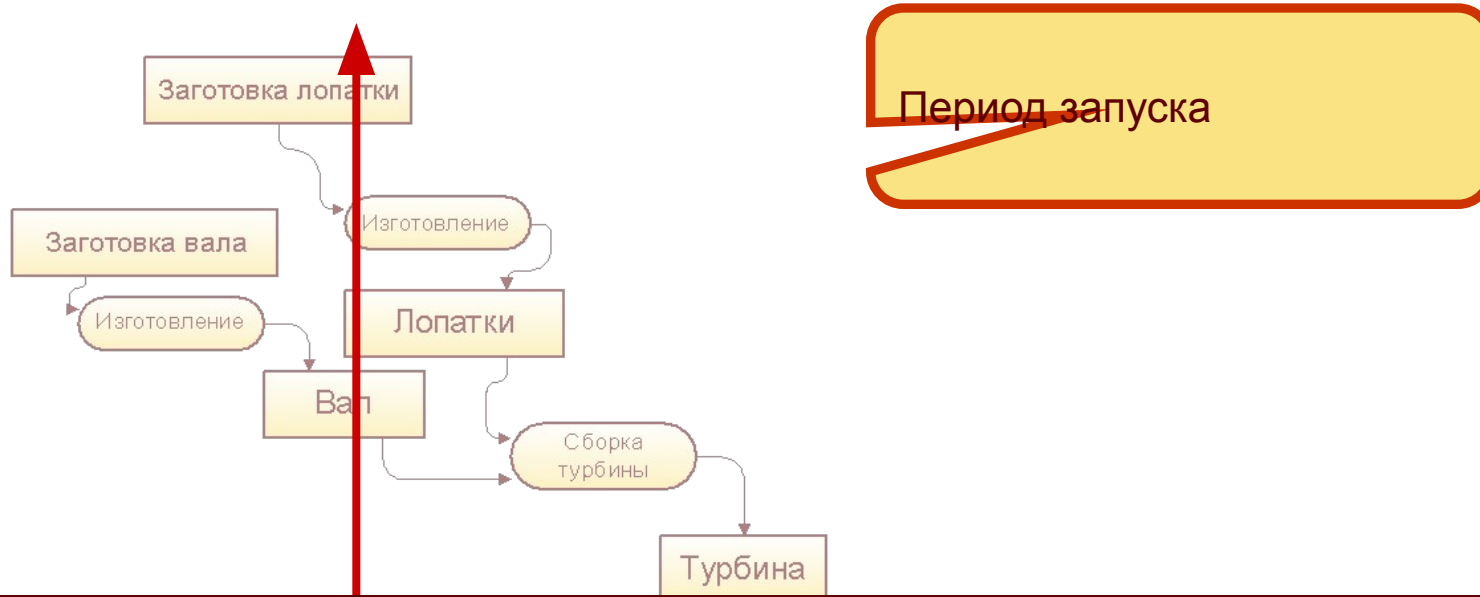 Период запуска
Заготовка лопатки
Изготовление
Заготовка вала
Изготовление
Лопатки
Вал
Сборка
турбины
Турбина